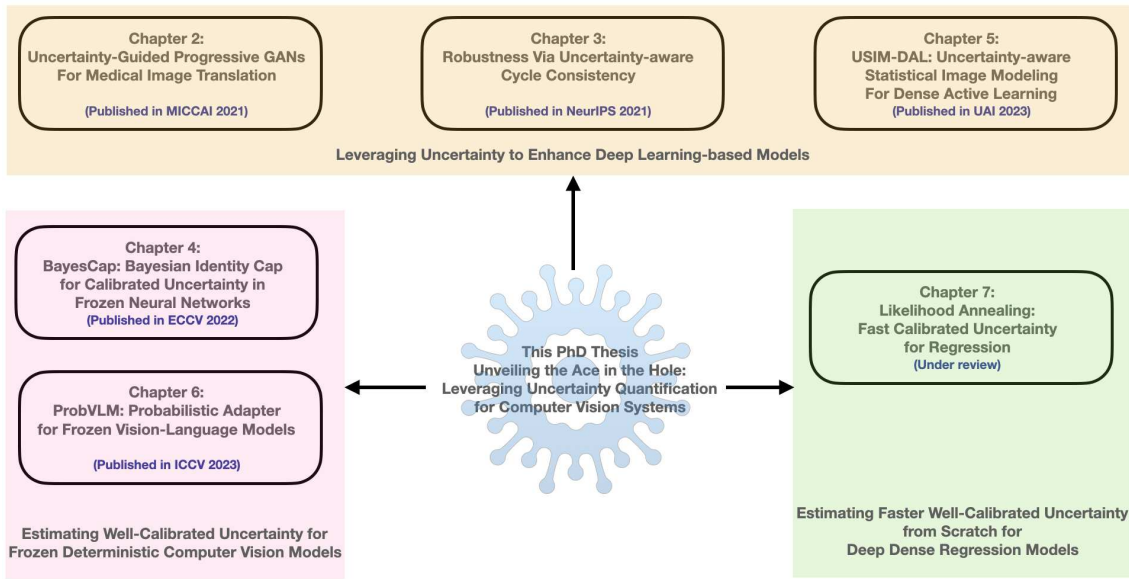 Chapter 2:
Uncertainty-Guided Progressive GANs
For Medical Image Translation
(Published in MICCAI 2021)
Chapter 3:
Robustness Via Uncertainty-aware
Cycle Consistency
(Published in NeurIPS 2021)
Chapter 5:
USIM-DAL: Uncertainty-aware
Statistical Image Modeling
For Dense Active Learning
(Published in UAI 2023)
Leveraging Uncertainty to Enhance Deep Learning-based Models
Chapter 4:
BayesCap: Bayesian Identity Cap
for Calibrated Uncertainty in
Frozen Neural Networks
(Published in ECCV 2022)
Chapter 6:
ProbVLM: Probabilistic Adapter
for Frozen Vision-Language Models
(Published in ICCV 2023)
Estimating Well-Calibrated Uncertainty for
Frozen Deterministic Computer Vision Models
This PhD Thesis
Unveiling the Ace in the Hole:
Leveraging Uncertainty Quantification
for Computer Vision Systems
Chapter 7:
Likelihood Annealing:
Fast Calibrated Uncertainty
for Regression
(Under review)
Estimating Faster Well-Calibrated Uncertainty
from Scratch for
Deep Dense Regression Models